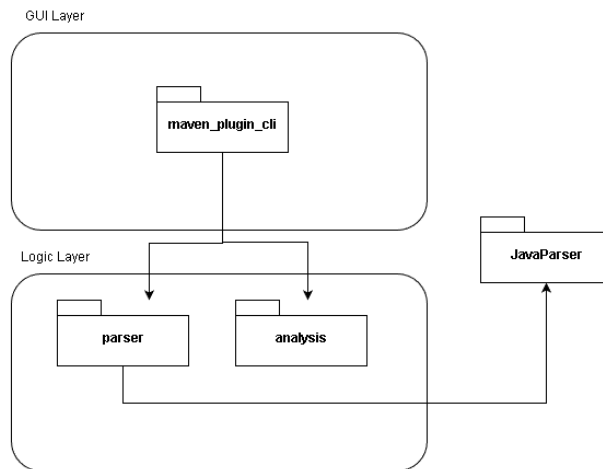 GUI Layer
maven_plugin_cli
Logic Layer
JavaParser
parser
analysis